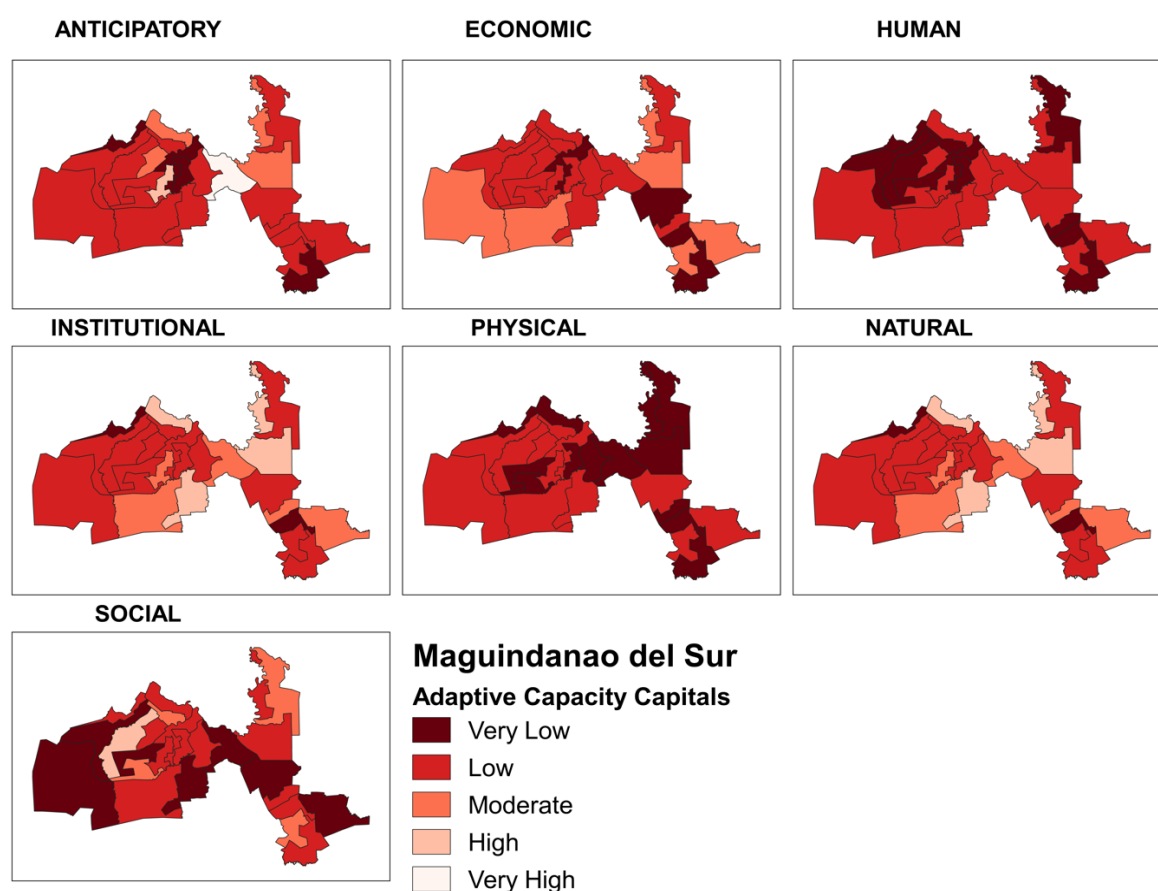 ANTICIPATORY
ECONOMIC
HUMAN
INSTITUTIONAL
PHYSICAL
NATURAL
SOCIAL
Maguindanao del Sur
Adaptive Capacity Capitals
Very Low
Low
Moderate
High
Very High